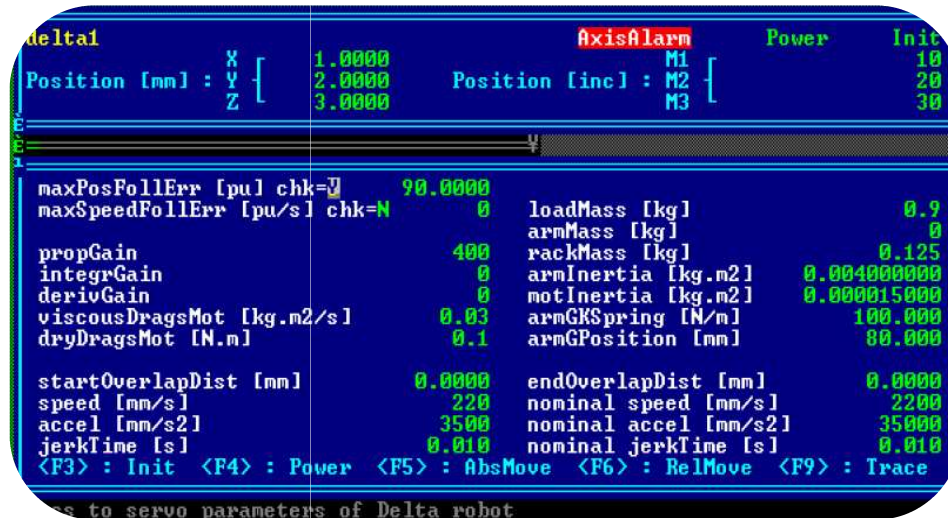 delta1 AxisAlarm Power Init
X 1.0000 M1 10
Position [mm] : Y 2.0000 Position [inc] : M2 20
Z 3.0000 M3 30
maxPosFollErr [pu] chk=Y 90.0000
maxSpeedFollErr [pu/s] chk=N 0 loadMass [kg] 0.9
armMass [kg] 0
propGain 400 rackMass [kg] 0.125
integrGain 0 armInertia [kg.m2] 0.004000000
derivGain 0 motInertia [kg.m2] 0.000015000
viscousDragsMot [kg.m2/s] 0.03 armGKSpring [N/m] 100.000
dryDragsMot [N.m] 0.1 armGPosition [mm] 80.000
startOverlapDist [mm] 0.0000 endOverlapDist [mm] 0.0000
speed [mm/s] 220 nominal speed [mm/s] 2200
accel [mm/s2] 3500 nominal accel [mm/s2] 35000
jerkTime [s] 0.010 nominal jerkTime [s] 0.010
<F3> : Init <F4> : Power <F5> : AbsMove <F6> : RelMove <F9> : Trace
to servo parameters of Delta robot